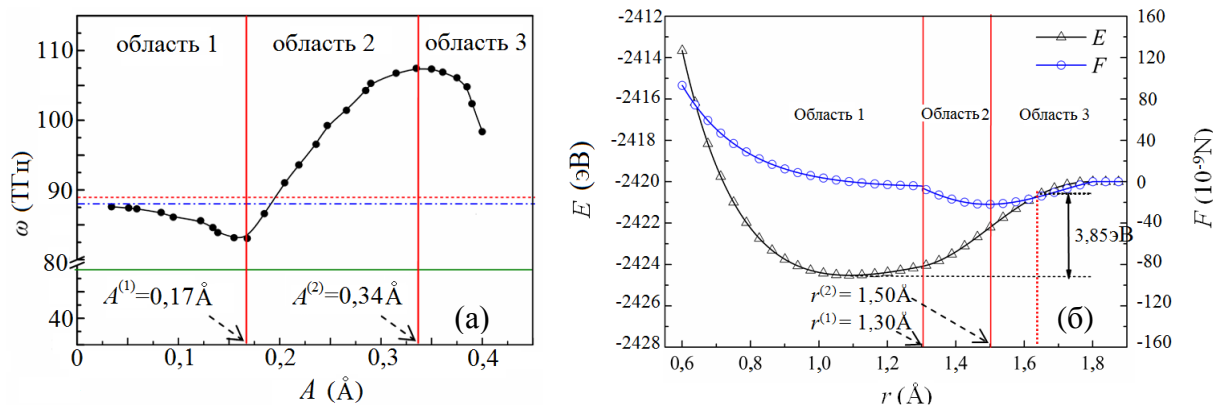 область 1
область 2
область 3
110
100
90
80
40
ω (ТГц)
A⁽¹⁾=0,17Å
A⁽²⁾=0,34Å
(а)
0
0,1
0,2
0,3
0,4
A (Å)
-2412
-2414
-2416
-2418
-2420
-2422
-2424
-2426
-2428
E (эВ)
E
F
Область 1
Область 2
Область 3
3,85эВ
r⁽²⁾ = 1,50Å
r⁽¹⁾ = 1,30Å
(б)
160
120
80
40
0
-40
-80
-120
-160
F (10⁻⁹N)
0,6
0,8
1,0
1,2
1,4
1,6
1,8
r (Å)